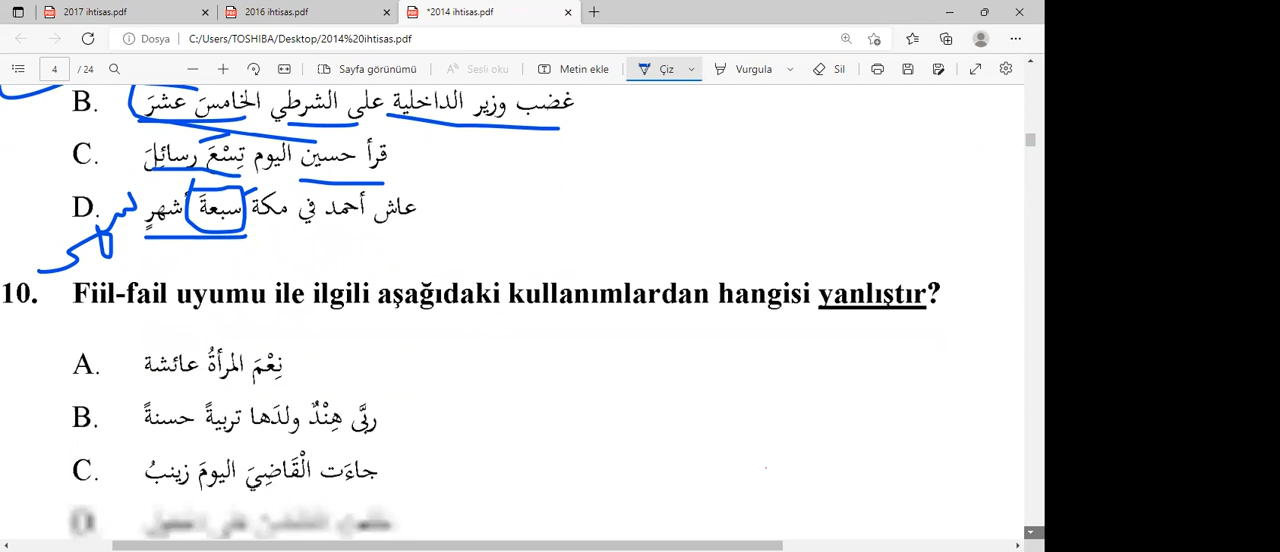 2017 ihtisas.pdf
2016 ihtisas.pdf
*2014 ihtisas.pdf
Dosya
C:/Users/TOSHIBA/Desktop/2014%20ihtisas.pdf
4
/ 24
Sayfa görünümü
Sesli oku
Metin ekle
Çiz
Vurgula
Sil
B. غضب وزير الداخلية على الشرطي الخامسَ عشرَ
C. قرأ حسين اليوم تِسْعَ رسائِلَ
D. عاش أحمد في مكة سبعةَ أشهرٍ
10. Fiil-fail uyumu ile ilgili aşağıdaki kullanımlardan hangisi yanlıştır?
A. نِعْمَ المرأةُ عائشة
B. ربَّى هِنْدٌ ولدَها تربيةً حسنةً
C. جاءَت الْقَاضِيَ اليومَ زينبُ
D.